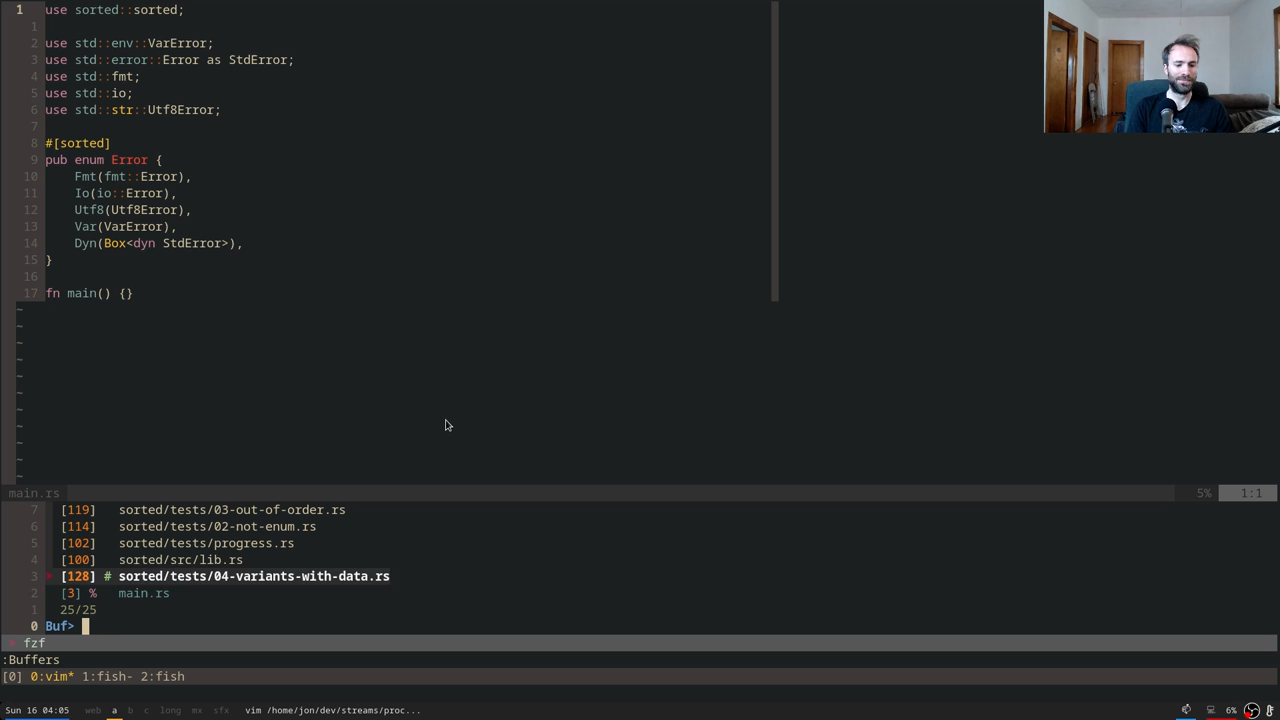 1 use sorted::sorted;
1
2 use std::env::VarError;
3 use std::error::Error as StdError;
4 use std::fmt;
5 use std::io;
6 use std::str::Utf8Error;
7
8 #[sorted]
9 pub enum Error {
10 Fmt(fmt::Error),
11 Io(io::Error),
12 Utf8(Utf8Error),
13 Var(VarError),
14 Dyn(Box<dyn StdError>),
15 }
16
17 fn main() {}
~
~
~
~
~
~
~
~
~
~
~
main.rs 5% 1:1
7 [119] sorted/tests/03-out-of-order.rs
6 [114] sorted/tests/02-not-enum.rs
5 [102] sorted/tests/progress.rs
4 [100] sorted/src/lib.rs
3 > [128] # sorted/tests/04-variants-with-data.rs
2 [3] % main.rs
1 25/25
0 Buf>
> fzf
:Buffers
[0] 0:vim* 1:fish- 2:fish
Sun 16 04:05 web a b c long mx sfx vim /home/jon/dev/streams/proc... 6%